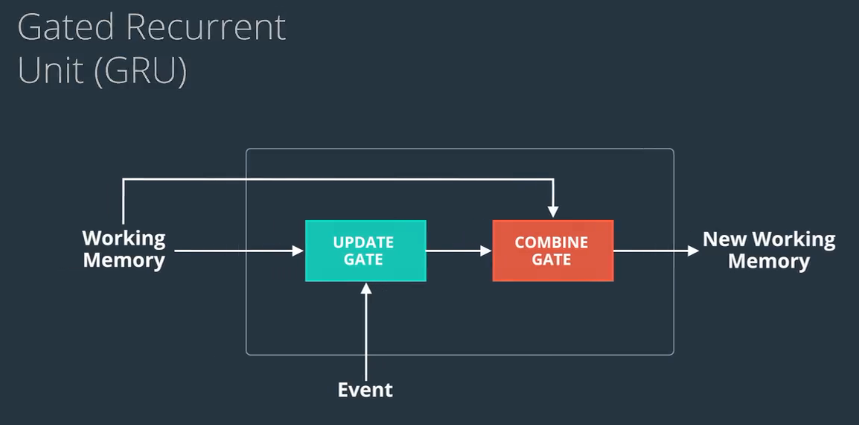 Gated Recurrent
Unit (GRU)
Working
Memory
UPDATE
GATE
COMBINE
GATE
New Working
Memory
Event